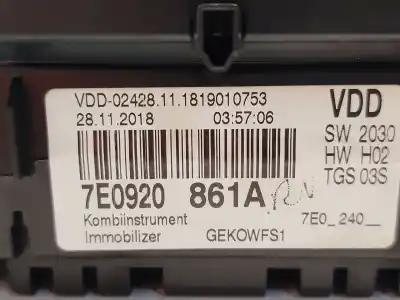 VDD-02428.11.1819010753
28.11.2018 03:57:06
VDD
SW 2030
HW H02
TGS 03S
7E0920 861A
Kombiinstrument 7E0_240__
Immobilizer GEKOWFS1